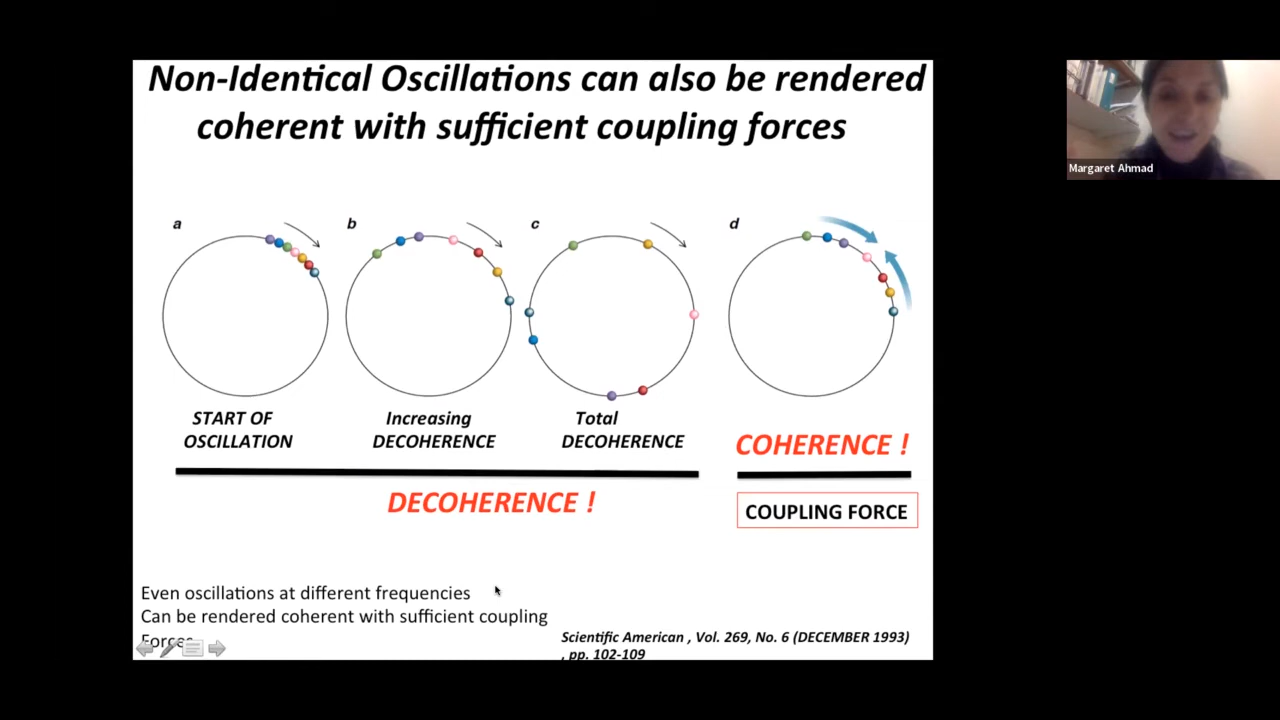 Non-Identical Oscillations can also be rendered
coherent with sufficient coupling forces
Margaret Ahmad
a
b
c
d
START OF
OSCILLATION
Increasing
DECOHERENCE
Total
DECOHERENCE
COHERENCE !
DECOHERENCE !
COUPLING FORCE
Even oscillations at different frequencies
Can be rendered coherent with sufficient coupling
Forces
Scientific American , Vol. 269, No. 6 (DECEMBER 1993)
, pp. 102-109